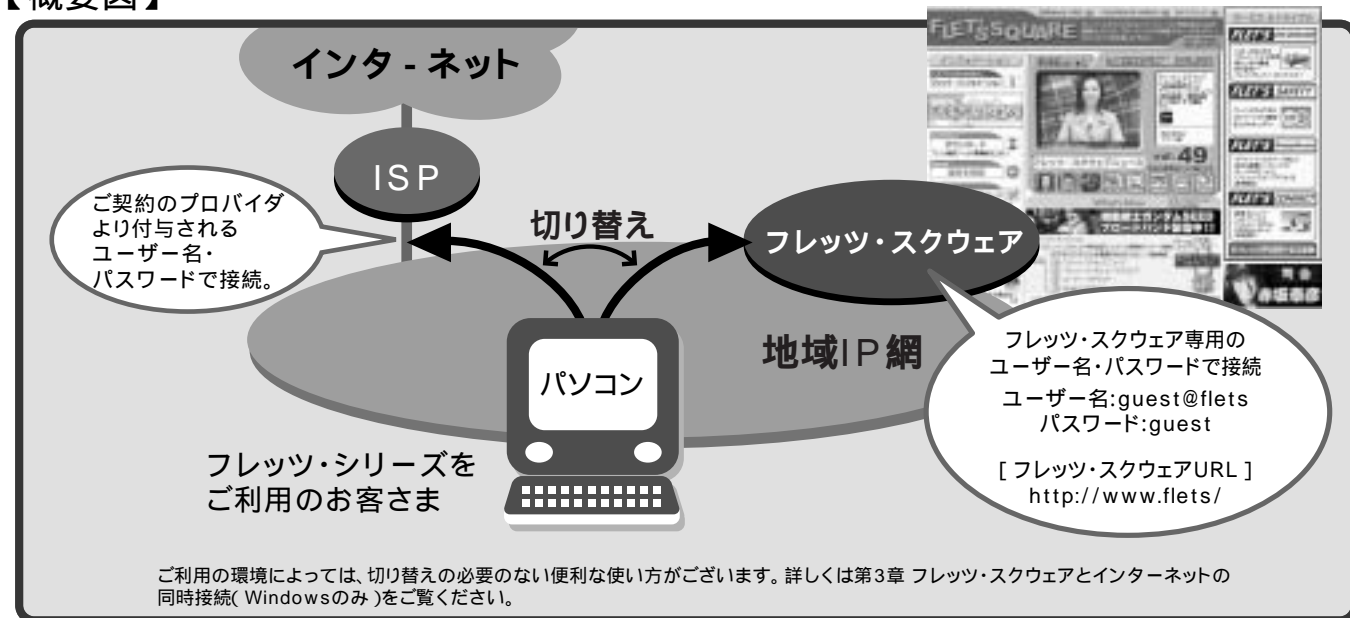 【概要図】
インタ-ネット
ISP
ご契約のプロバイダ
より付与される
ユーザー名・
パスワードで接続。
切り替え
フレッツ・スクウェア
FLET'S SQUARE
49
地域IP網
パソコン
フレッツ・シリーズを
ご利用のお客さま
フレッツ・スクウェア専用の
ユーザー名・パスワードで接続
ユーザー名:guest@flets
パスワード:guest
[ フレッツ・スクウェアURL ]
http://www.flets/
ご利用の環境によっては、切り替えの必要のない便利な使い方がございます。詳しくは第3章 フレッツ・スクウェアとインターネットの
同時接続( Windowsのみ )をご覧ください。